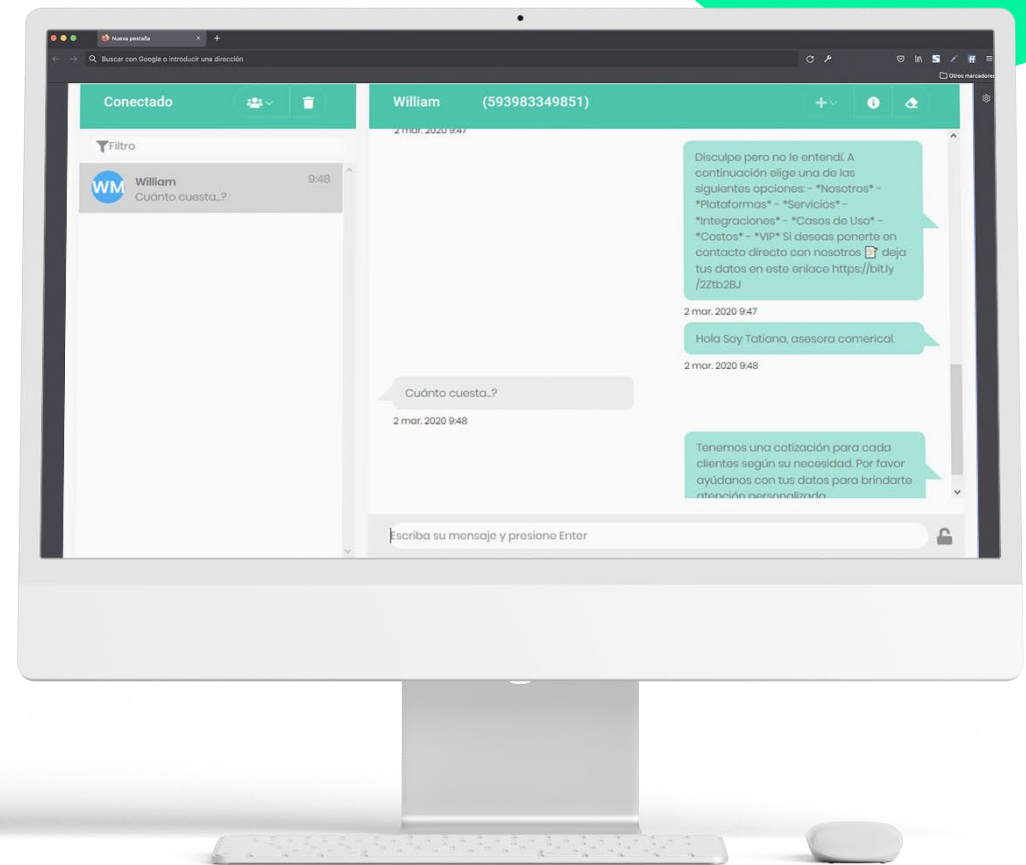 Nueva pestaña
Buscar con Google o introducir una dirección
Otros marcadores
Conectado
William (593983349851)
Filtro
WM
William
9:48
Cuánto cuesta...?
2 mar. 2020 9:47
Disculpe pero no le entendí. A
continuación elige una de las
siguientes opciones: - *Nosotros* -
*Plataformas* - *Servicios* -
*Integraciones* - *Casos de Uso* -
*Costos* - *VIP* Si deseas ponerte en
contacto directo con nosotros 📝 deja
tus datos en este enlace https://bit.ly
/2Ztb2BJ
2 mar. 2020 9:47
Hola Soy Tatiana, asesora comerical.
2 mar. 2020 9:48
Cuánto cuesta...?
2 mar. 2020 9:48
Tenemos una cotización para cada
clientes según su necesidad. Por favor
ayúdanos con tus datos para brindarte
atención personalizada
Escriba su mensaje y presione Enter